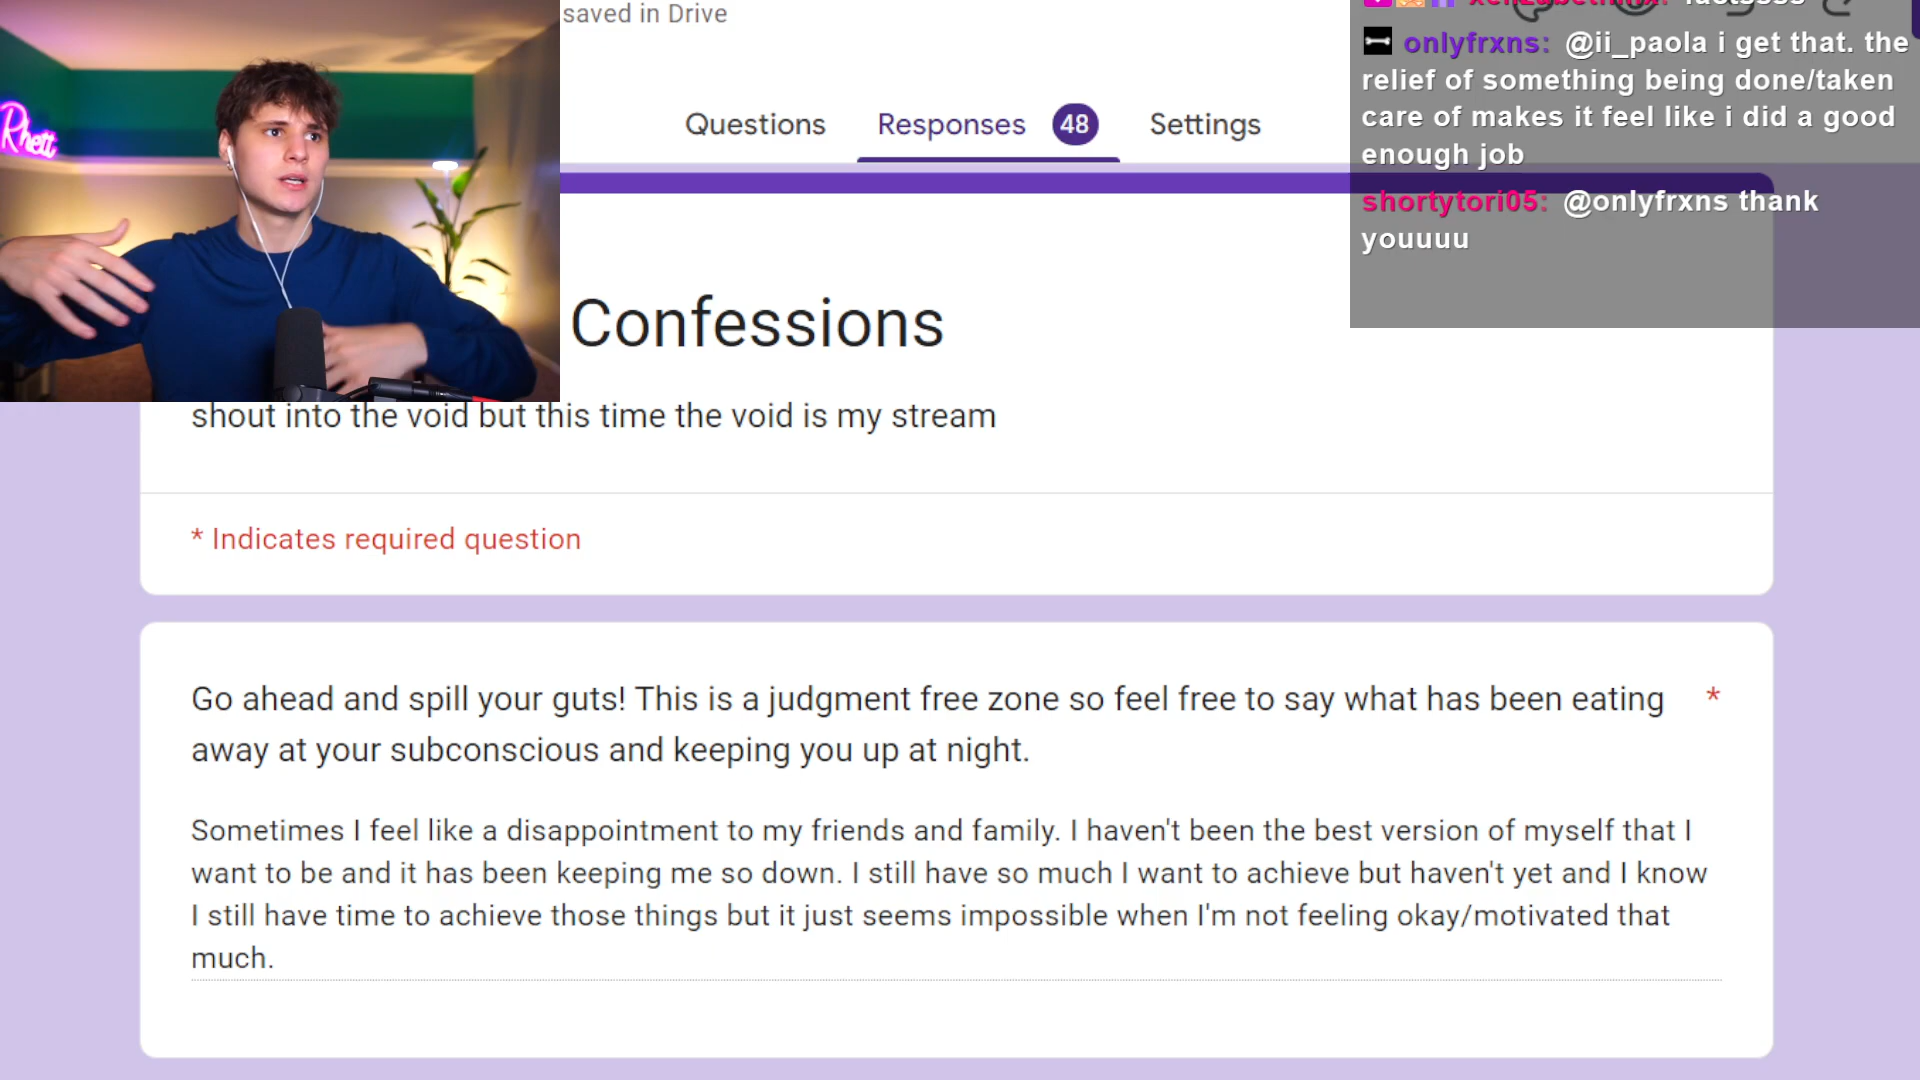 saved in Drive
Rhett
Questions
Responses
48
Settings
onlyfrxns: @ii_paola i get that. the
relief of something being done/taken
care of makes it feel like i did a good
enough job
shortytori05: @onlyfrxns thank
youuuu
Confessions
shout into the void but this time the void is my stream
* Indicates required question
Go ahead and spill your guts! This is a judgment free zone so feel free to say what has been eating *
away at your subconscious and keeping you up at night.
Sometimes I feel like a disappointment to my friends and family. I haven't been the best version of myself that I
want to be and it has been keeping me so down. I still have so much I want to achieve but haven't yet and I know
I still have time to achieve those things but it just seems impossible when I'm not feeling okay/motivated that
much.